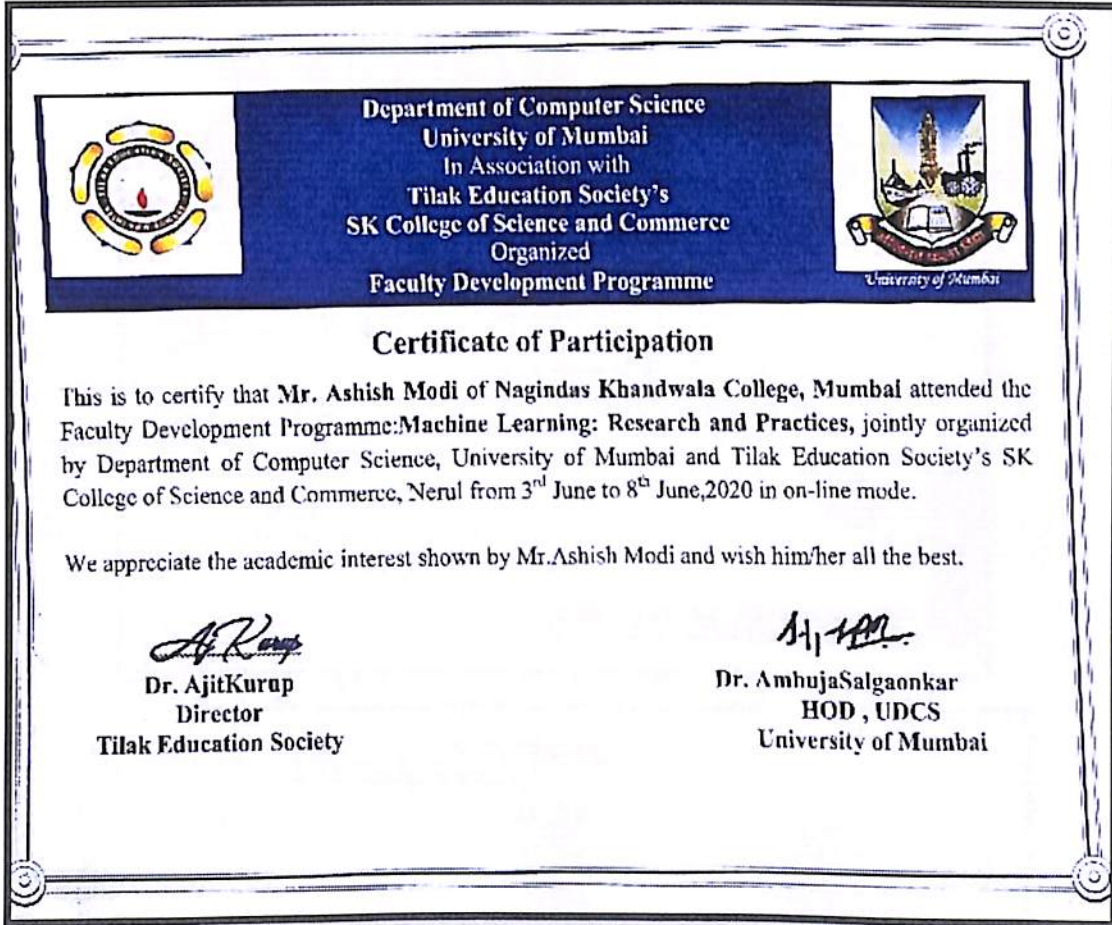 Department of Computer Science
University of Mumbai
In Association with
Tilak Education Society's
SK College of Science and Commerce
Organized
Faculty Development Programme
University of Mumbai
Certificate of Participation
This is to certify that Mr. Ashish Modi of Nagindas Khandwala College, Mumbai attended the
Faculty Development Programme:Machine Learning: Research and Practices, jointly organized
by Department of Computer Science, University of Mumbai and Tilak Education Society's SK
College of Science and Commerce, Nerul from 3rd June to 8th June,2020 in on-line mode.
We appreciate the academic interest shown by Mr.Ashish Modi and wish him/her all the best.
Dr. AjitKurup
Director
Tilak Education Society
Dr. AmbujaSalgaonkar
HOD , UDCS
University of Mumbai